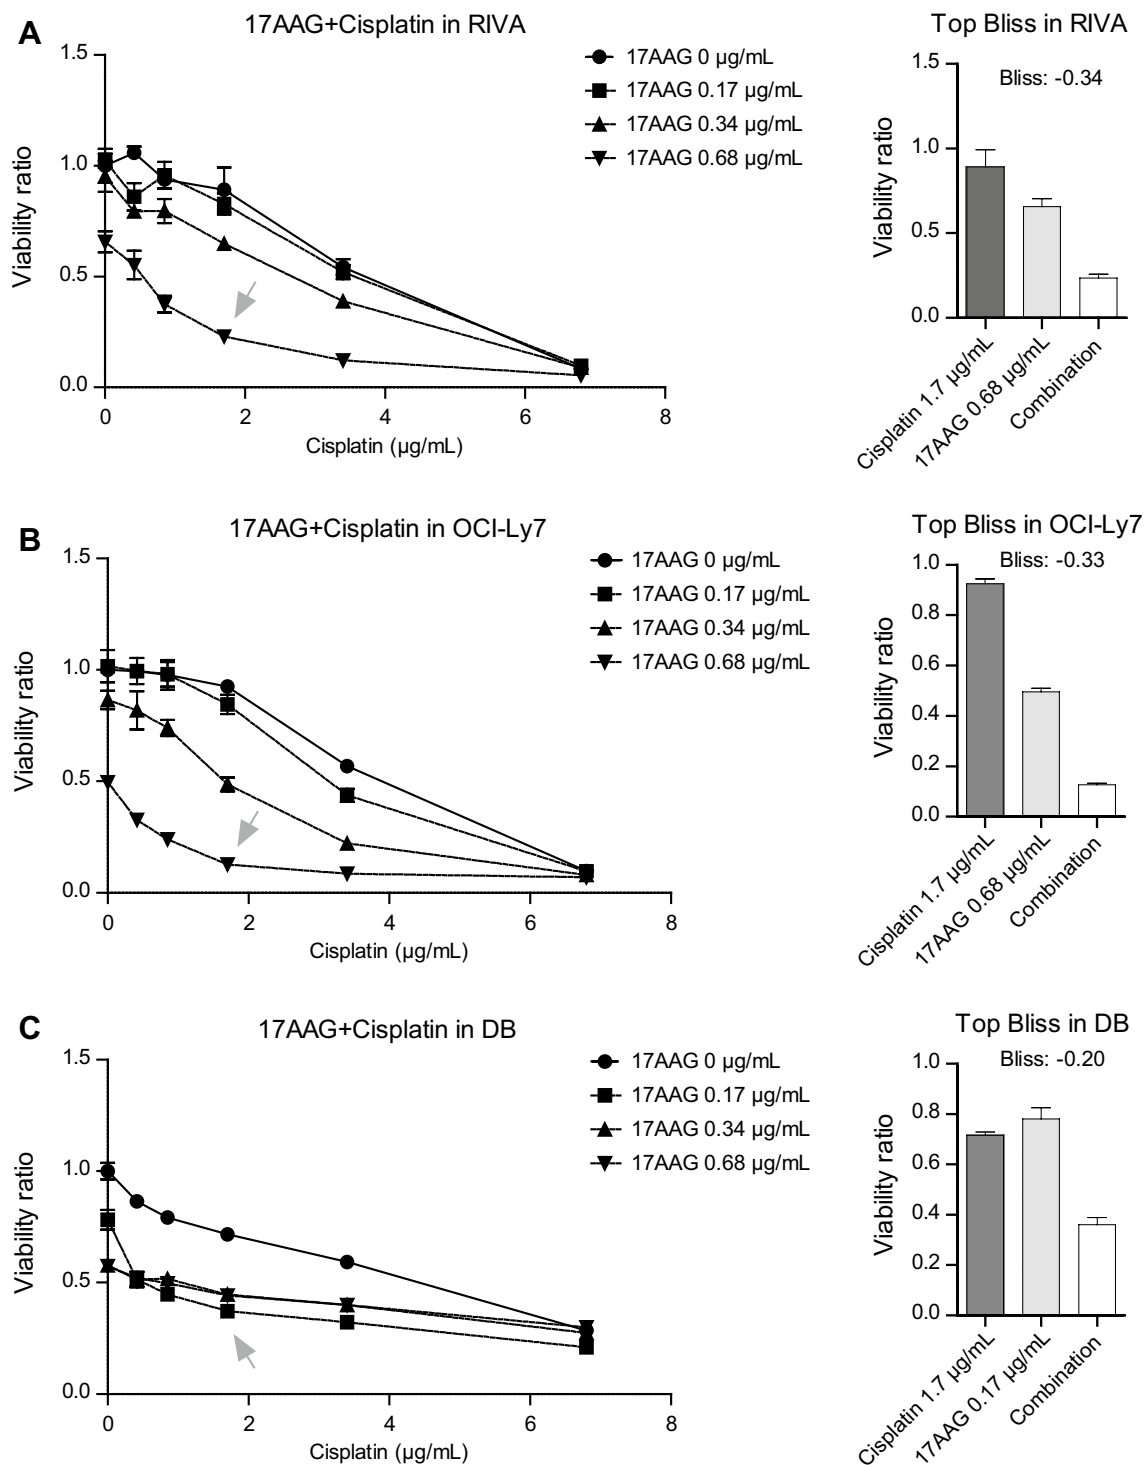 A
17AAG+Cisplatin in RIVA
1.5
1.0
0.5
0.0
Viability ratio
0
2
4
6
8
Cisplatin (µg/mL)
17AAG 0 µg/mL
17AAG 0.17 µg/mL
17AAG 0.34 µg/mL
17AAG 0.68 µg/mL
Top Bliss in RIVA
Bliss: -0.34
1.5
1.0
0.5
0.0
Viability ratio
Cisplatin 1.7 µg/mL
17AAG 0.68 µg/mL
Combination
B
17AAG+Cisplatin in OCI-Ly7
1.5
1.0
0.5
0.0
Viability ratio
0
2
4
6
8
Cisplatin (µg/mL)
17AAG 0 µg/mL
17AAG 0.17 µg/mL
17AAG 0.34 µg/mL
17AAG 0.68 µg/mL
Top Bliss in OCI-Ly7
Bliss: -0.33
1.0
0.8
0.6
0.4
0.2
0.0
Viability ratio
Cisplatin 1.7 µg/mL
17AAG 0.68 µg/mL
Combination
C
17AAG+Cisplatin in DB
1.5
1.0
0.5
0.0
Viability ratio
0
2
4
6
8
Cisplatin (µg/mL)
17AAG 0 µg/mL
17AAG 0.17 µg/mL
17AAG 0.34 µg/mL
17AAG 0.68 µg/mL
Top Bliss in DB
Bliss: -0.20
1.0
0.8
0.6
0.4
0.2
0.0
Viability ratio
Cisplatin 1.7 µg/mL
17AAG 0.17 µg/mL
Combination